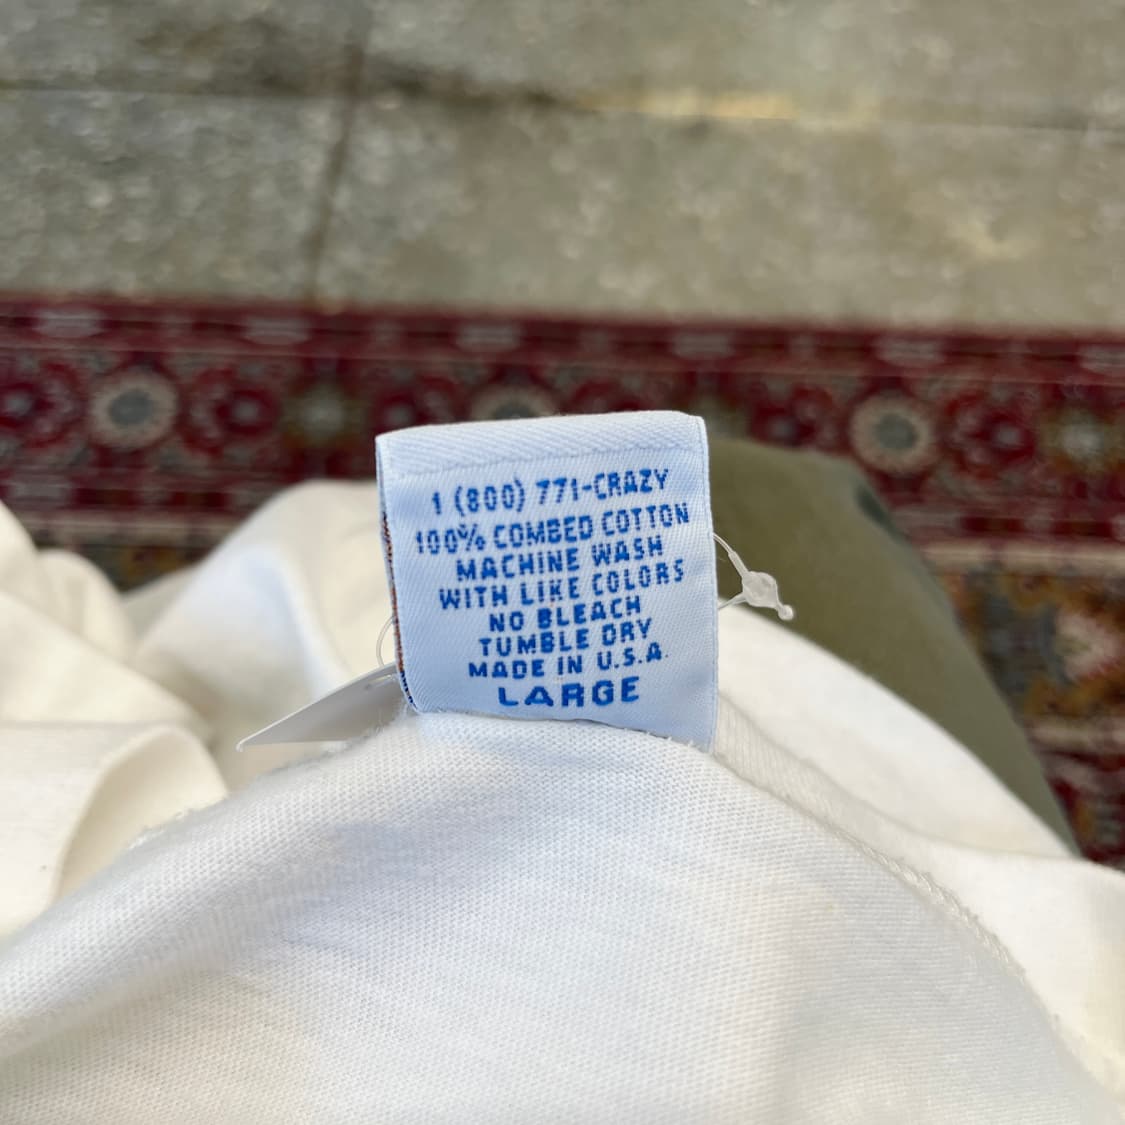 1 (800) 771-CRAZY
100% COMBED COTTON
MACHINE WASH
WITH LIKE COLORS
NO BLEACH
TUMBLE DRY
MADE IN U.S.A.
LARGE